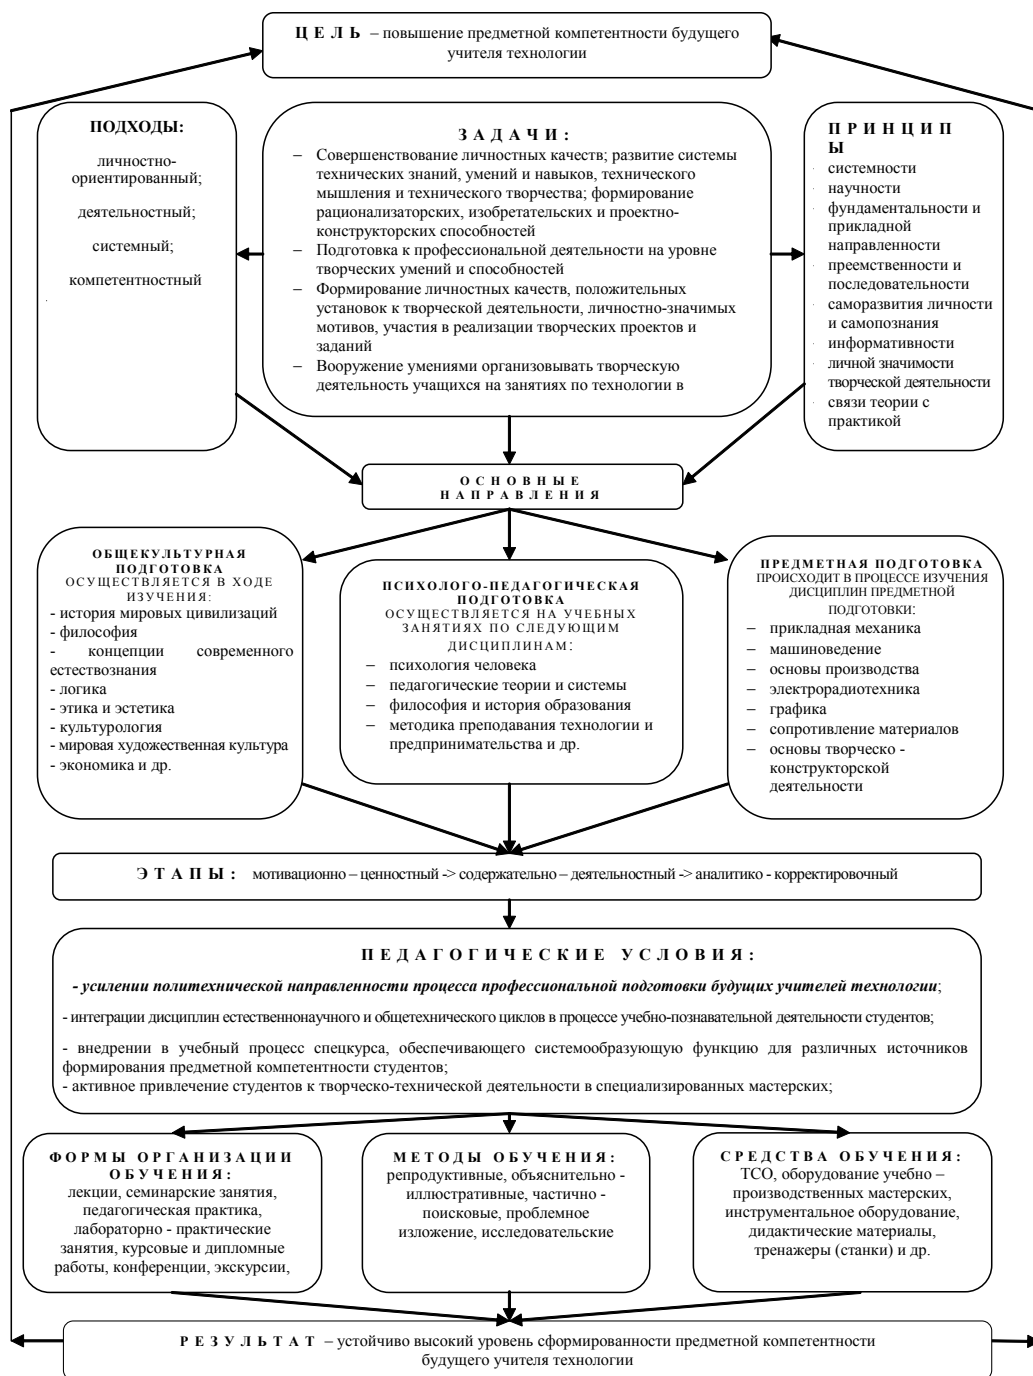 Ц Е Л Ь – повышение предметной компетентности будущего
учителя технологии
ПОДХОДЫ:
личностно-
ориентированный;
деятельностный;
системный;
компетентностный
З А Д А Ч И :
– Совершенствование личностных качеств; развитие системы
технических знаний, умений и навыков, технического
мышления и технического творчества; формирование
рационализаторских, изобретательских и проектно-
конструкторских способностей
– Подготовка к профессиональной деятельности на уровне
творческих умений и способностей
– Формирование личностных качеств, положительных
установок к творческой деятельности, личностно-значимых
мотивов, участия в реализации творческих проектов и
заданий
– Вооружение умениями организовывать творческую
деятельность учащихся на занятиях по технологии в
П Р И Н Ц И П
Ы
системности
научности
фундаментальности и
прикладной
направленности
преемственности и
последовательности
саморазвития личности
и самопознания
информативности
личной значимости
творческой деятельности
связи теории с
практикой
О С Н О В Н Ы Е
Н А П Р А В Л Е Н И Я
ОБЩЕКУЛЬТУРНАЯ
ПОДГОТОВКА
ОСУЩЕСТВЛЯЕТСЯ В ХОДЕ
ИЗУЧЕНИЯ:
- история мировых цивилизаций
- философия
- концепции современного
естествознания
- логика
- этика и эстетика
- культурология
- мировая художественная культура
- экономика и др.
ПСИХОЛОГО-ПЕДАГОГИЧЕСКАЯ
ПОДГОТОВКА
ОСУЩЕСТВЛЯЕТСЯ НА УЧЕБНЫХ
ЗАНЯТИЯХ ПО СЛЕДУЮЩИМ
ДИСЦИПЛИНАМ:
– психология человека
– педагогические теории и системы
– философия и история образования
– методика преподавания технологии и
предпринимательства и др.
ПРЕДМЕТНАЯ ПОДГОТОВКА
ПРОИСХОДИТ В ПРОЦЕССЕ ИЗУЧЕНИЯ
ДИСЦИПЛИН ПРЕДМЕТНОЙ
ПОДГОТОВКИ:
– прикладная механика
– машиноведение
– основы производства
– электрорадиотехника
– графика
– сопротивление материалов
– основы творческо -
конструкторской
деятельности
Э Т А П Ы : мотивационно – ценностный -> содержательно – деятельностный -> аналитико - корректировочный
П Е Д А Г О Г И Ч Е С К И Е У С Л О В И Я :
- усилении политехнической направленности процесса профессиональной подготовки будущих учителей технологии;
- интеграции дисциплин естественнонаучного и общетехнического циклов в процессе учебно-познавательной деятельности студентов;
- внедрении в учебный процесс спецкурса, обеспечивающего системообразующую функцию для различных источников
формирования предметной компетентности студентов;
- активное привлечение студентов к творческо-технической деятельности в специализированных мастерских;
Ф О Р М Ы О Р Г А Н И З А Ц И И
О Б У Ч Е Н И Я :
лекции, семинарские занятия,
педагогическая практика,
лабораторно - практические
занятия, курсовые и дипломные
работы, конференции, экскурсии,
М Е Т О Д Ы О Б У Ч Е Н И Я :
репродуктивные, объяснительно -
иллюстративные, частично -
поисковые, проблемное
изложение, исследовательские
С Р Е Д С Т В А О Б У Ч Е Н И Я :
ТСО, оборудование учебно –
производственных мастерских,
инструментальное оборудование,
дидактические материалы,
тренажеры (станки) и др.
Р Е З У Л Ь Т А Т – устойчиво высокий уровень сформированности предметной компетентности
будущего учителя технологии